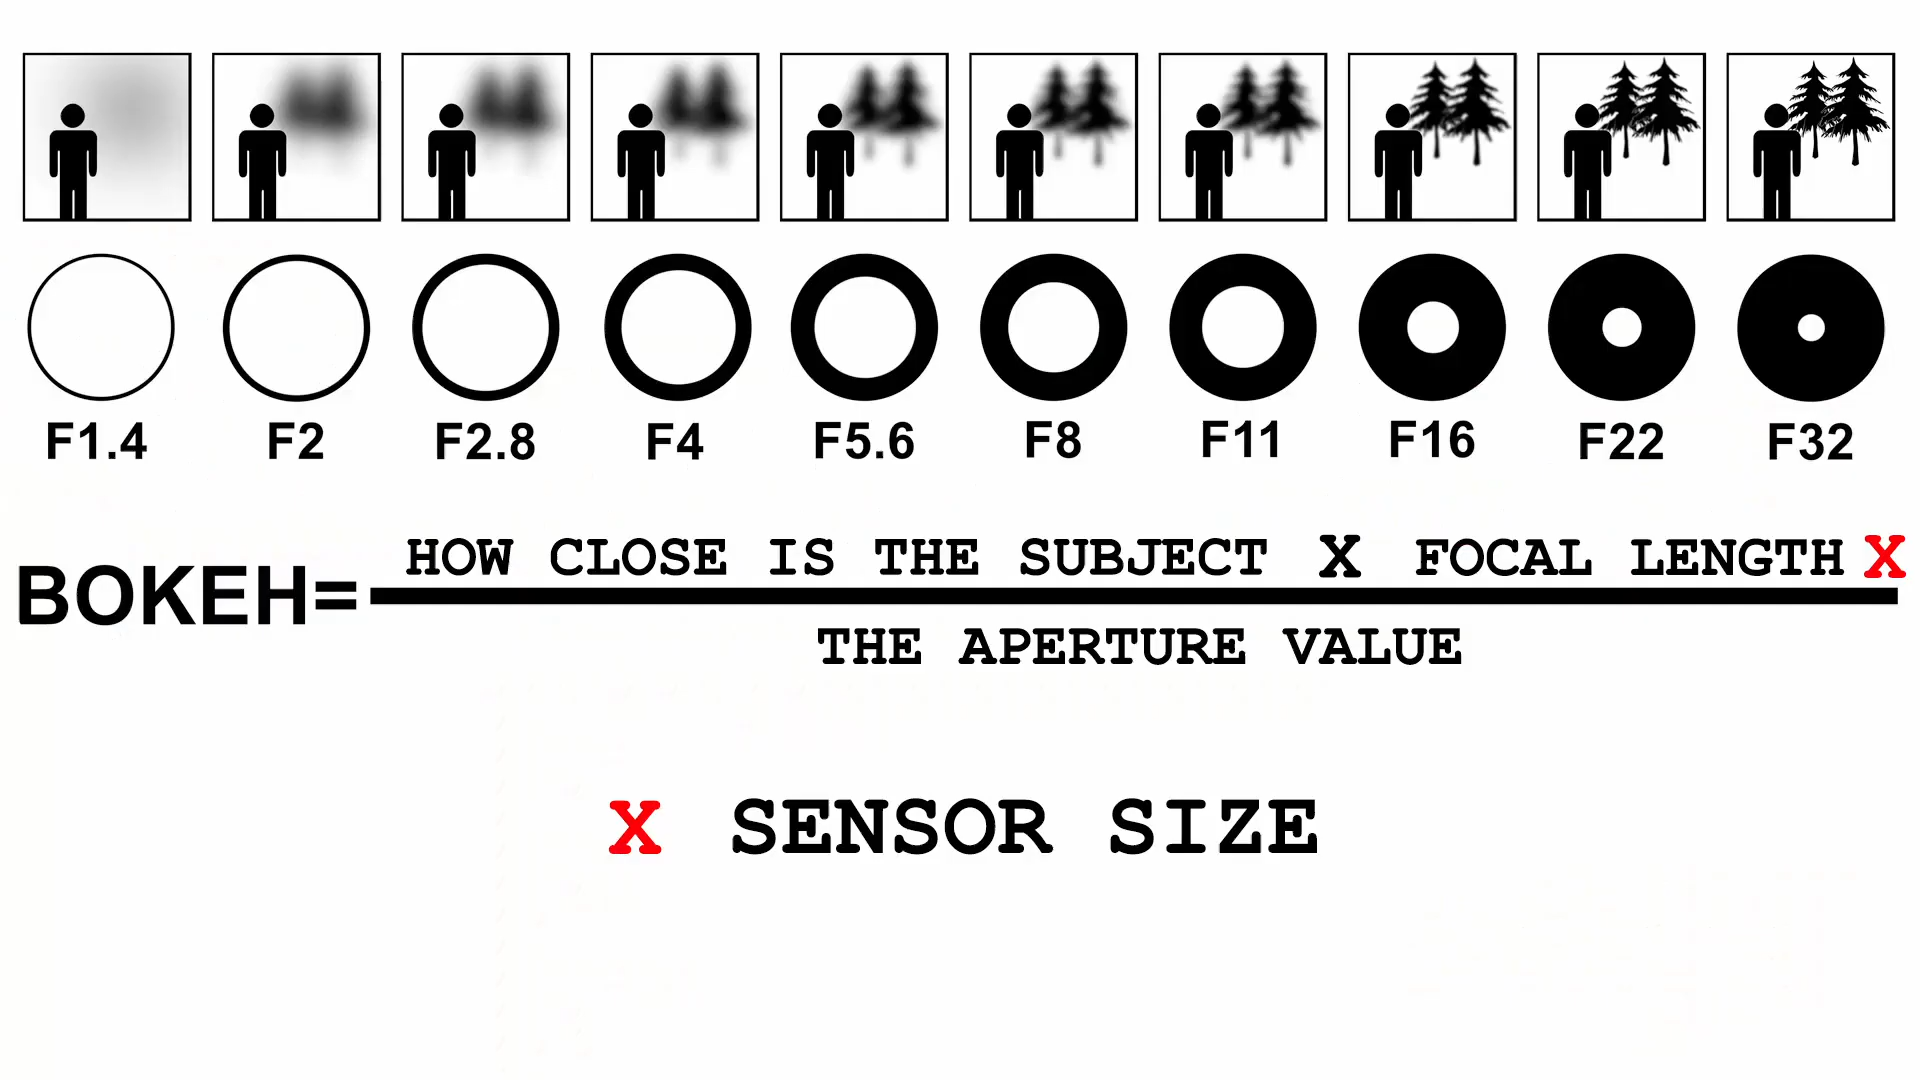 F1.4 F2 F2.8 F4 F5.6 F8 F11 F16 F22 F32
HOW CLOSE IS THE SUBJECT X FOCAL LENGTH X
BOKEH=
THE APERTURE VALUE
X SENSOR SIZE